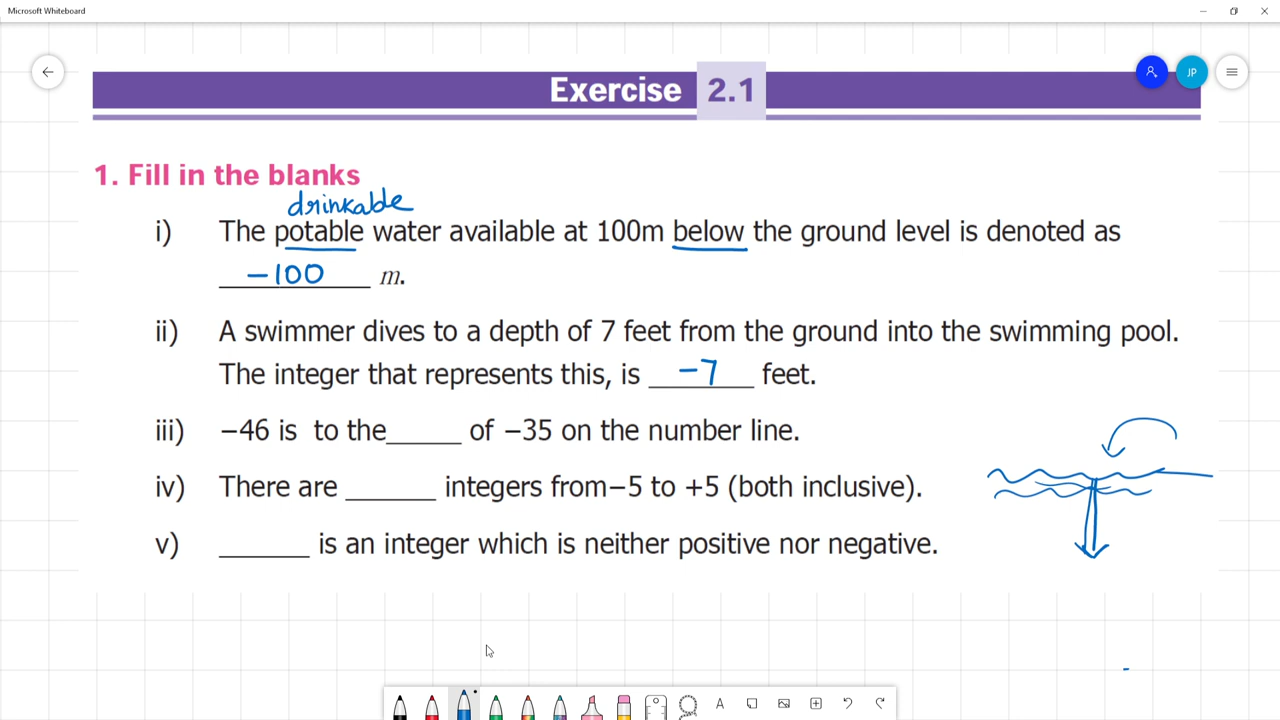 Microsoft Whiteboard
JP
Exercise 2.1
1. Fill in the blanks
drinkable
i) The potable water available at 100m below the ground level is denoted as
−100 m.
ii) A swimmer dives to a depth of 7 feet from the ground into the swimming pool.
The integer that represents this, is −7 feet.
iii) −46 is to the_____ of −35 on the number line.
iv) There are ______ integers from−5 to +5 (both inclusive).
v) ______ is an integer which is neither positive nor negative.
A